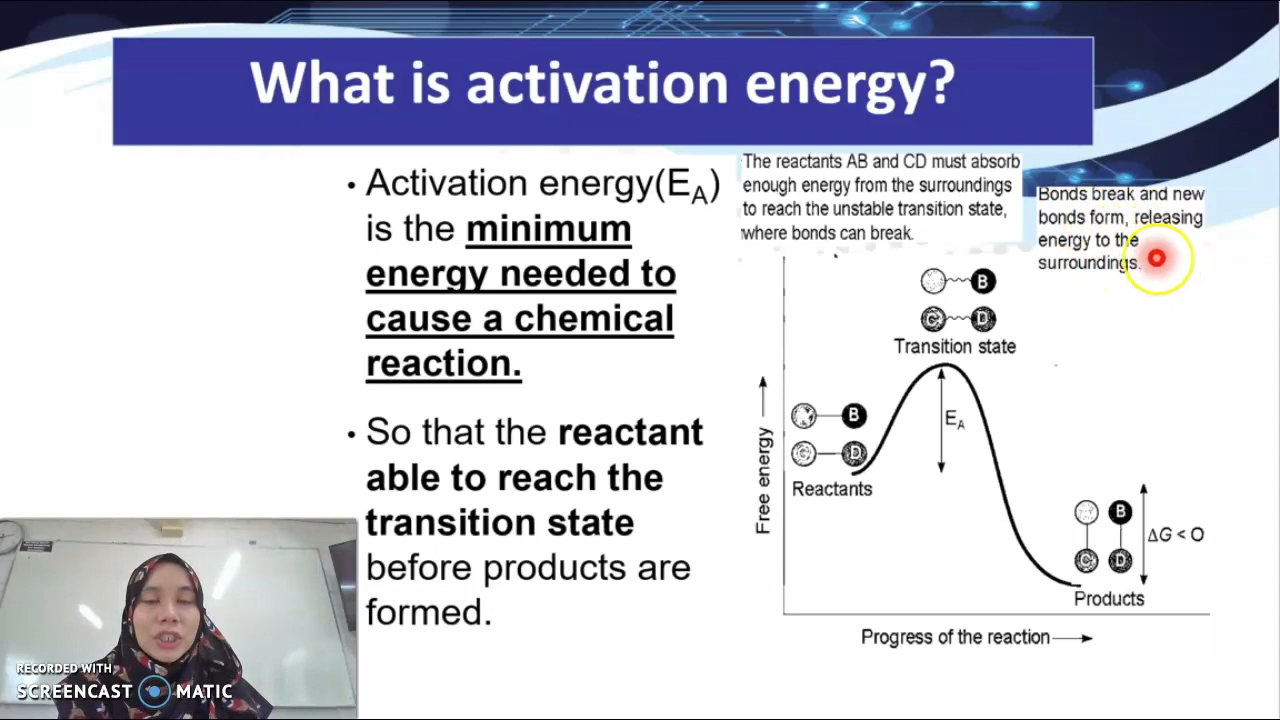 What is activation energy?
• Activation energy(EA)
is the minimum
energy needed to
cause a chemical
reaction.
• So that the reactant
able to reach the
transition state
before products are
formed.
The reactants AB and CD must absorb
enough energy from the surroundings
to reach the unstable transition state,
where bonds can break.
Bonds break and new
bonds form, releasing
energy to the
surroundings.
B
C D
Transition state
Free energy
EA
B
C D
Reactants
B
C D
ΔG < O
Products
Progress of the reaction
RECORDED WITH
SCREENCAST MATIC